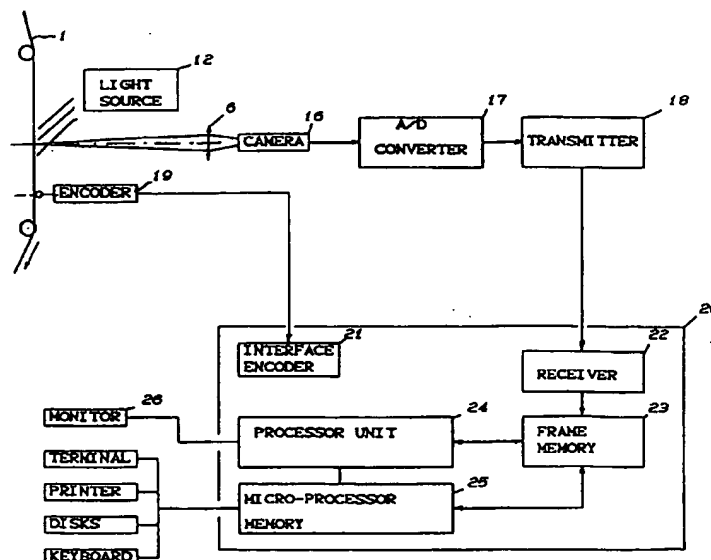 1
12
LIGHT
SOURCE
6
16
CAMERA
17
A/D
CONVERTER
18
TRANSMITTER
19
ENCODER
20
21
INTERFACE
ENCODER
22
RECEIVER
26
MONITOR
24
PROCESSOR UNIT
23
FRAME
MEMORY
TERMINAL
PRINTER
DISKS
KEYBOARD
25
MICRO-PROCESSOR
MEMORY